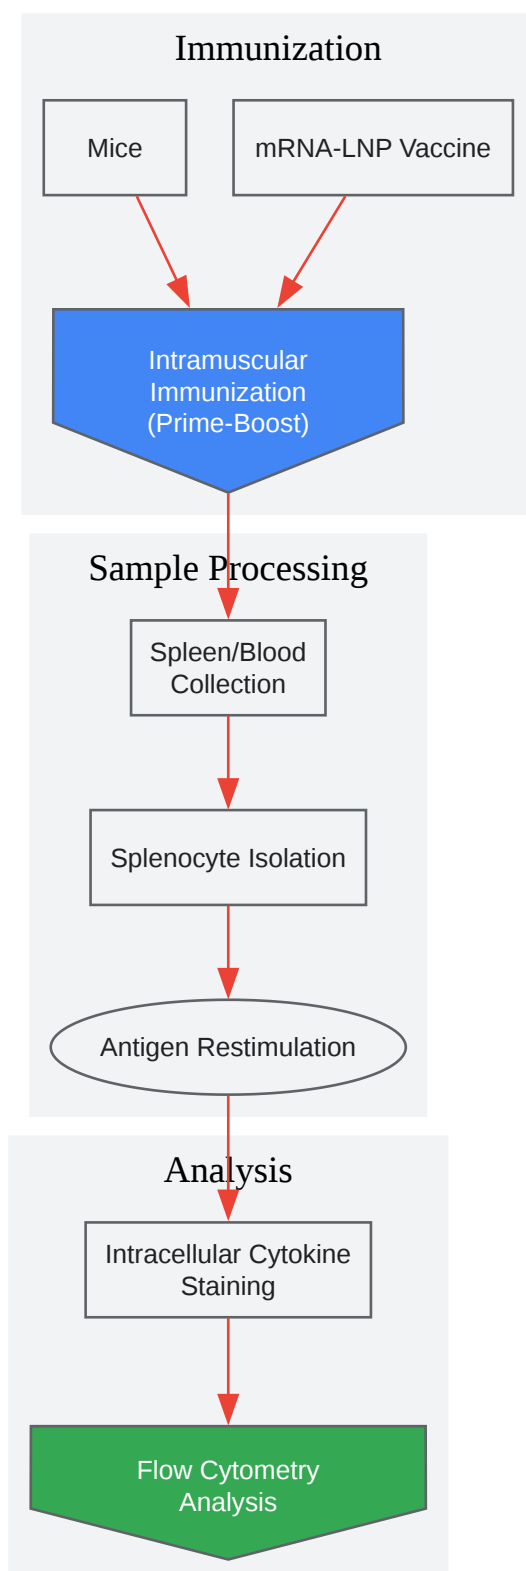 Immunization
Mice
mRNA-LNP Vaccine
Intramuscular
Immunization
(Prime-Boost)
Sample Processing
Spleen/Blood
Collection
Splenocyte Isolation
Antigen Restimulation
Analysis
Intracellular Cytokine
Staining
Flow Cytometry
Analysis